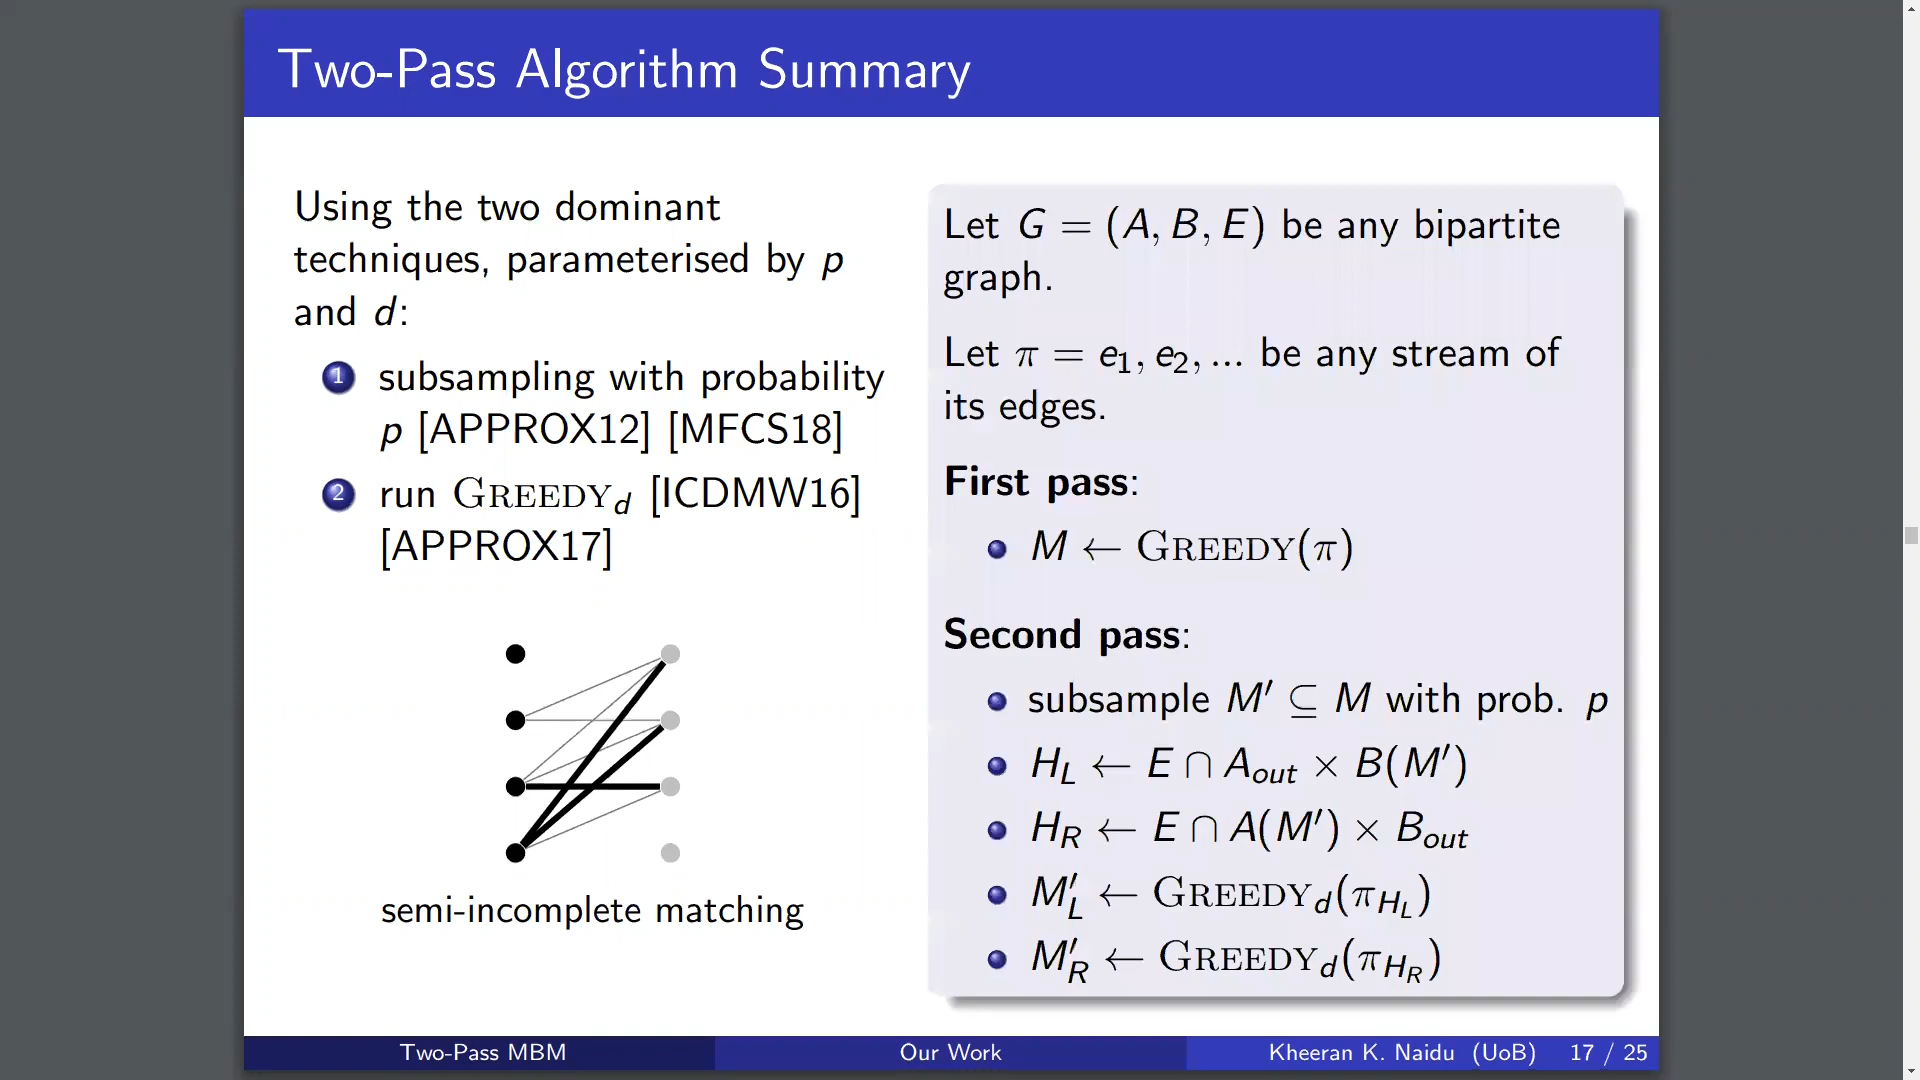 Two-Pass Algorithm Summary
Using the two dominant
techniques, parameterised by p
and d:
1 subsampling with probability
p [APPROX12] [MFCS18]
2 run GREEDY_d [ICDMW16]
[APPROX17]
semi-incomplete matching
Let G = (A, B, E) be any bipartite
graph.
Let π = e₁, e₂, ... be any stream of
its edges.
First pass:
• M ← GREEDY(π)
Second pass:
• subsample M′ ⊆ M with prob. p
• H_L ← E ∩ A_out × B(M′)
• H_R ← E ∩ A(M′) × B_out
• M′_L ← GREEDY_d(π_{H_L})
• M′_R ← GREEDY_d(π_{H_R})
Two-Pass MBM
Our Work
Kheeran K. Naidu (UoB) 17 / 25